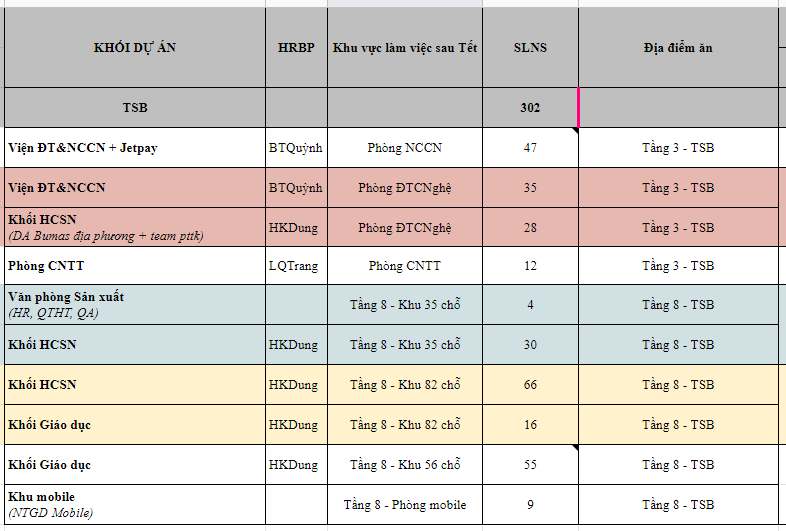 KHỐI DỰ ÁN HRBP Khu vực làm việc sau Tết SLNS Địa điểm ăn
TSB 302
Viện ĐT&NCCN + Jetpay BTQuỳnh Phòng NCCN 47 Tầng 3 - TSB
Viện ĐT&NCCN BTQuỳnh Phòng ĐTCNghệ 35 Tầng 3 - TSB
Khối HCSN
(DA Bumas địa phương + team pttk) HKDung Phòng ĐTCNghệ 28 Tầng 3 - TSB
Phòng CNTT LQTrang Phòng CNTT 12 Tầng 3 - TSB
Văn phòng Sản xuất
(HR, QTHT, QA) Tầng 8 - Khu 35 chỗ 4 Tầng 8 - TSB
Khối HCSN HKDung Tầng 8 - Khu 35 chỗ 30 Tầng 8 - TSB
Khối HCSN HKDung Tầng 8 - Khu 82 chỗ 66 Tầng 8 - TSB
Khối Giáo dục HKDung Tầng 8 - Khu 82 chỗ 16 Tầng 8 - TSB
Khối Giáo dục HKDung Tầng 8 - Khu 56 chỗ 55 Tầng 8 - TSB
Khu mobile
(NTGD Mobile) Tầng 8 - Phòng mobile 9 Tầng 8 - TSB